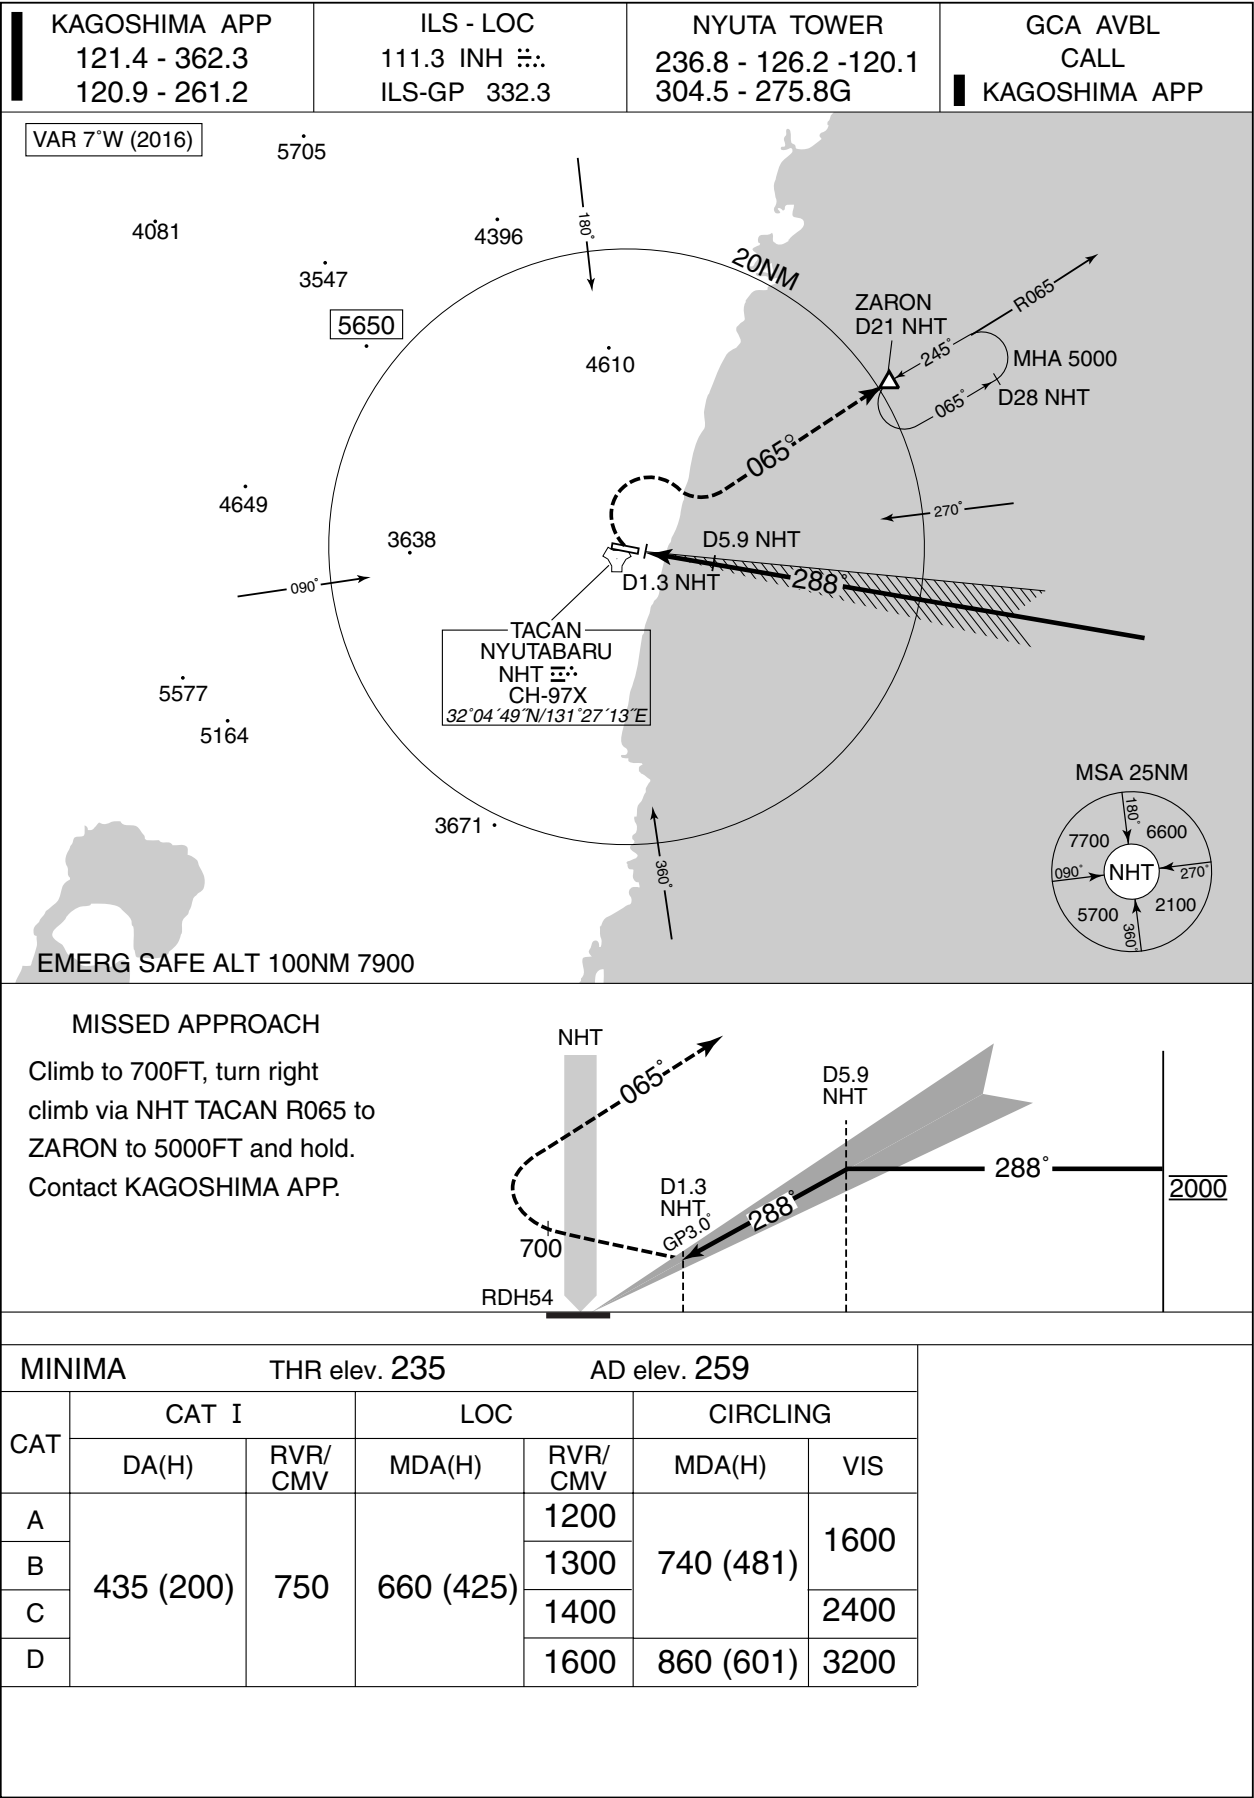 KAGOSHIMA APP
121.4 - 362.3
120.9 - 261.2
ILS - LOC
111.3 INH
ILS-GP 332.3
NYUTA TOWER
236.8 - 126.2 -120.1
304.5 - 275.8G
GCA AVBL
CALL
KAGOSHIMA APP
VAR 7°W (2016)
5705
4081
4396
180°
3547
20NM
5650
4610
ZARON
D21 NHT
R065
245°
MHA 5000
065°
D28 NHT
065°
4649
270°
3638
D5.9 NHT
090°
D1.3 NHT
288°
TACAN
NYUTABARU
NHT
CH-97X
32°04´49˝N/131°27´13˝E
5577
5164
3671
360°
MSA 25NM
180°
7700
6600
090°
NHT
270°
5700
2100
360°
EMERG SAFE ALT 100NM 7900
MISSED APPROACH
Climb to 700FT, turn right
climb via NHT TACAN R065 to
ZARON to 5000FT and hold.
Contact KAGOSHIMA APP.
NHT
065°
D5.9
NHT
288°
2000
D1.3
NHT
288°
GP3.0°
700
RDH54
MINIMA THR elev. 235 AD elev. 259
CAT
CAT I
LOC
CIRCLING
DA(H)
RVR/
CMV
MDA(H)
RVR/
CMV
MDA(H)
VIS
A
B
C
D
435 (200)
750
660 (425)
1200
1300
1400
1600
740 (481)
860 (601)
1600
2400
3200